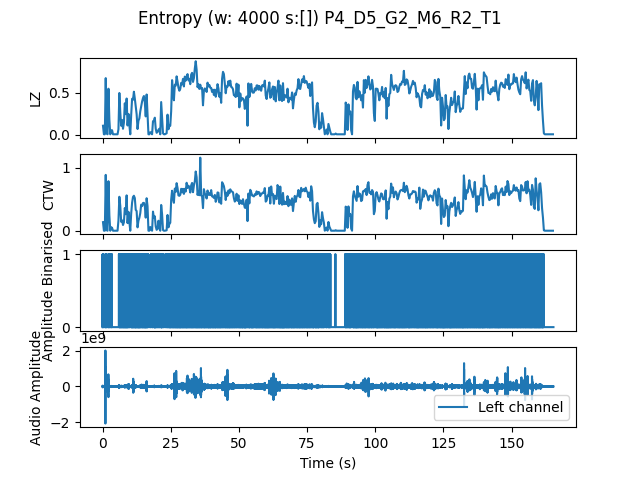 Entropy (w: 4000 s:[]) P4_D5_G2_M6_R2_T1
LZ
0.5
0.0
CTW
1
0
Amplitude Binarised
1
0
1e9
Audio Amplitude
2
0
−2
Left channel
0
25
50
75
100
125
150
Time (s)